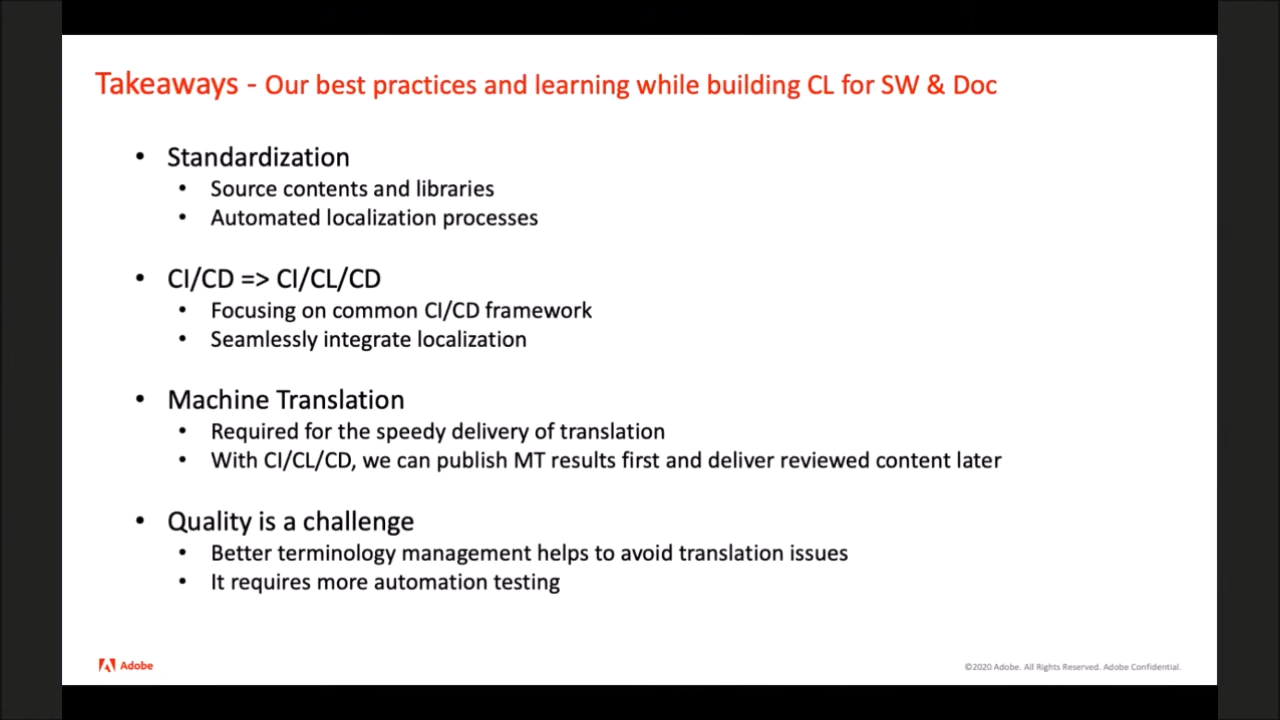 Takeaways - Our best practices and learning while building CL for SW & Doc
• Standardization
• Source contents and libraries
• Automated localization processes
• CI/CD => CI/CL/CD
• Focusing on common CI/CD framework
• Seamlessly integrate localization
• Machine Translation
• Required for the speedy delivery of translation
• With CI/CL/CD, we can publish MT results first and deliver reviewed content later
• Quality is a challenge
• Better terminology management helps to avoid translation issues
• It requires more automation testing
Adobe
©2020 Adobe. All Rights Reserved. Adobe Confidential.